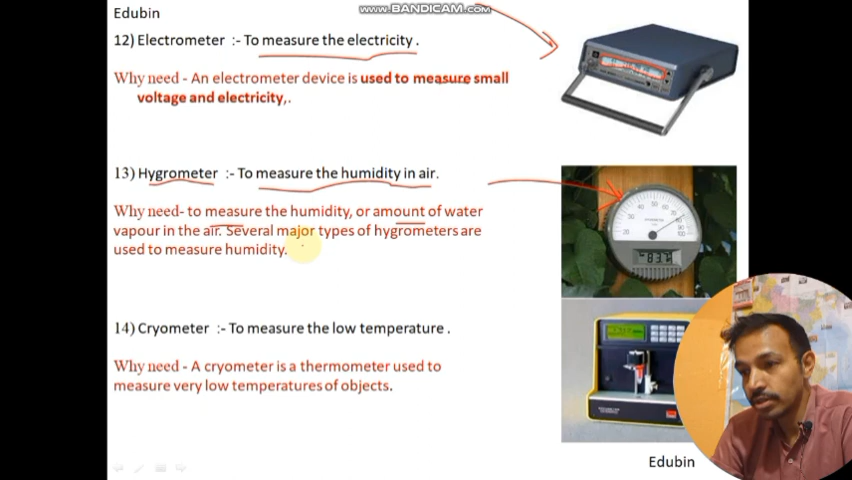 www.BANDICAM.com
Edubin
12) Electrometer :- To measure the electricity .
Why need - An electrometer device is used to measure small
voltage and electricity,.
13) Hygrometer :- To measure the humidity in air.
Why need- to measure the humidity, or amount of water
vapour in the air. Several major types of hygrometers are
used to measure humidity.
14) Cryometer :- To measure the low temperature .
Why need - A cryometer is a thermometer used to
measure very low temperatures of objects.
Edubin